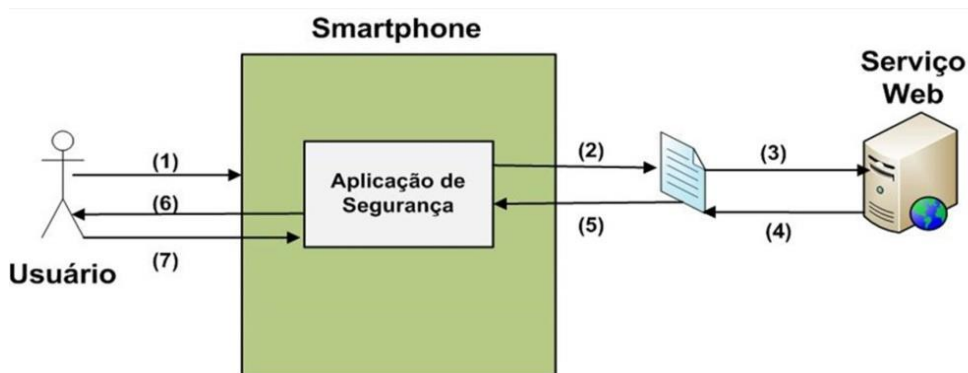 Smartphone
Serviço
Web
(1)
(2)
(3)
Aplicação de
Segurança
(6)
(5)
(4)
(7)
Usuário